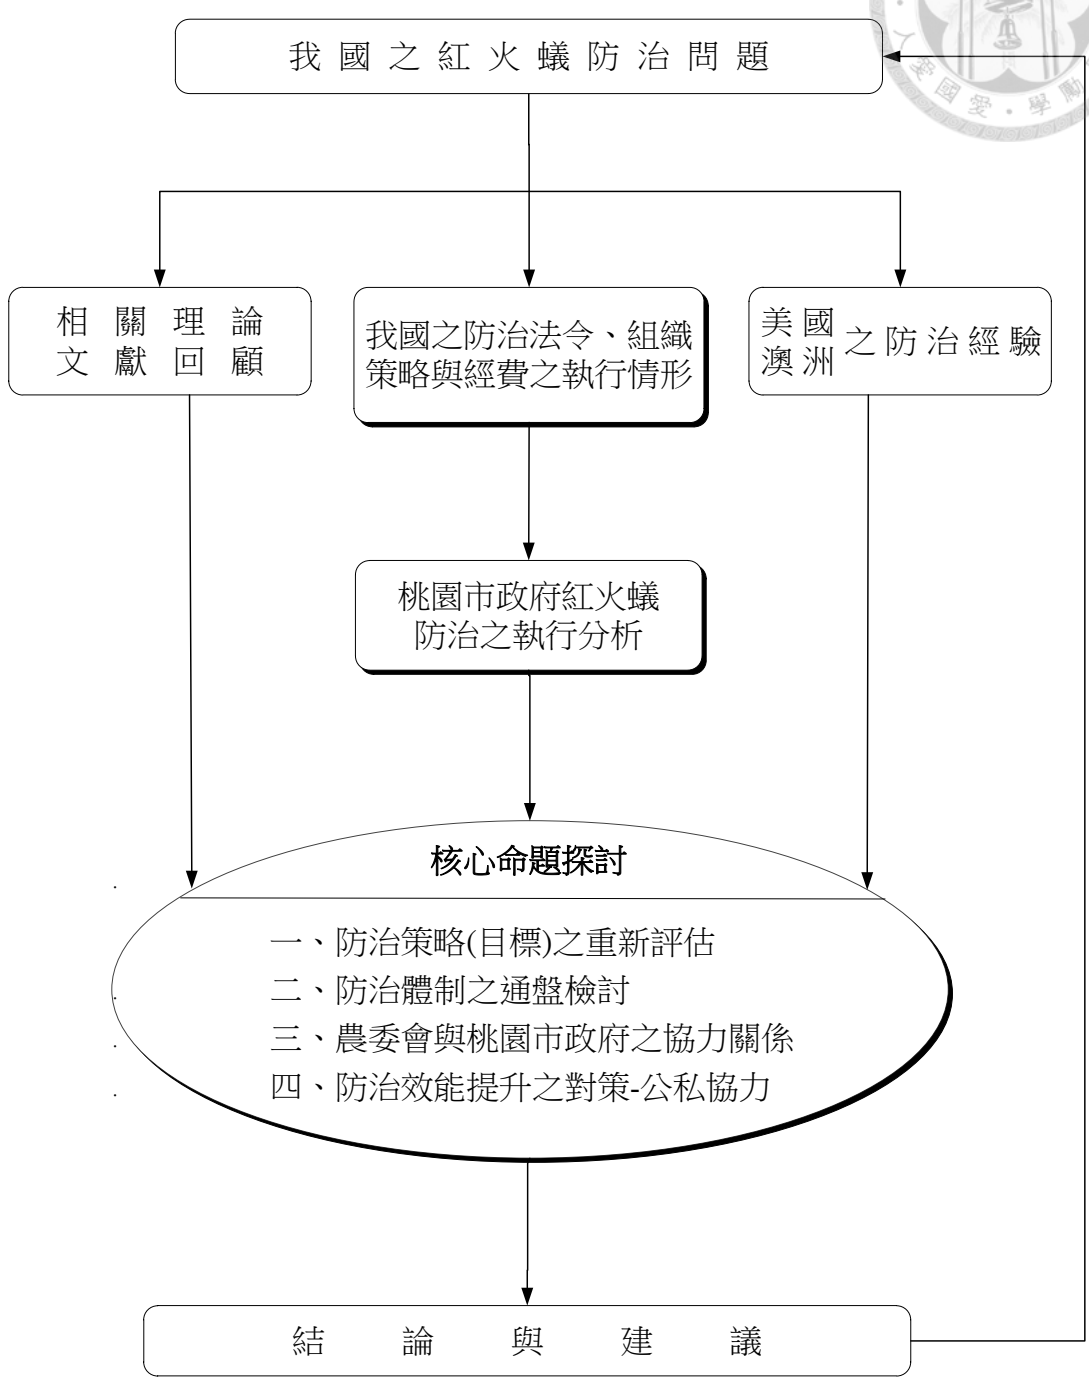 我國之紅火蟻防治問題
人愛國愛・學勵
相關理論
文獻回顧
我國之防治法令、組織
策略與經費之執行情形
美國
澳洲
之防治經驗
桃園市政府紅火蟻
防治之執行分析
核心命題探討
一、防治策略(目標)之重新評估
二、防治體制之通盤檢討
三、農委會與桃園市政府之協力關係
四、防治效能提升之對策-公私協力
結論與建議